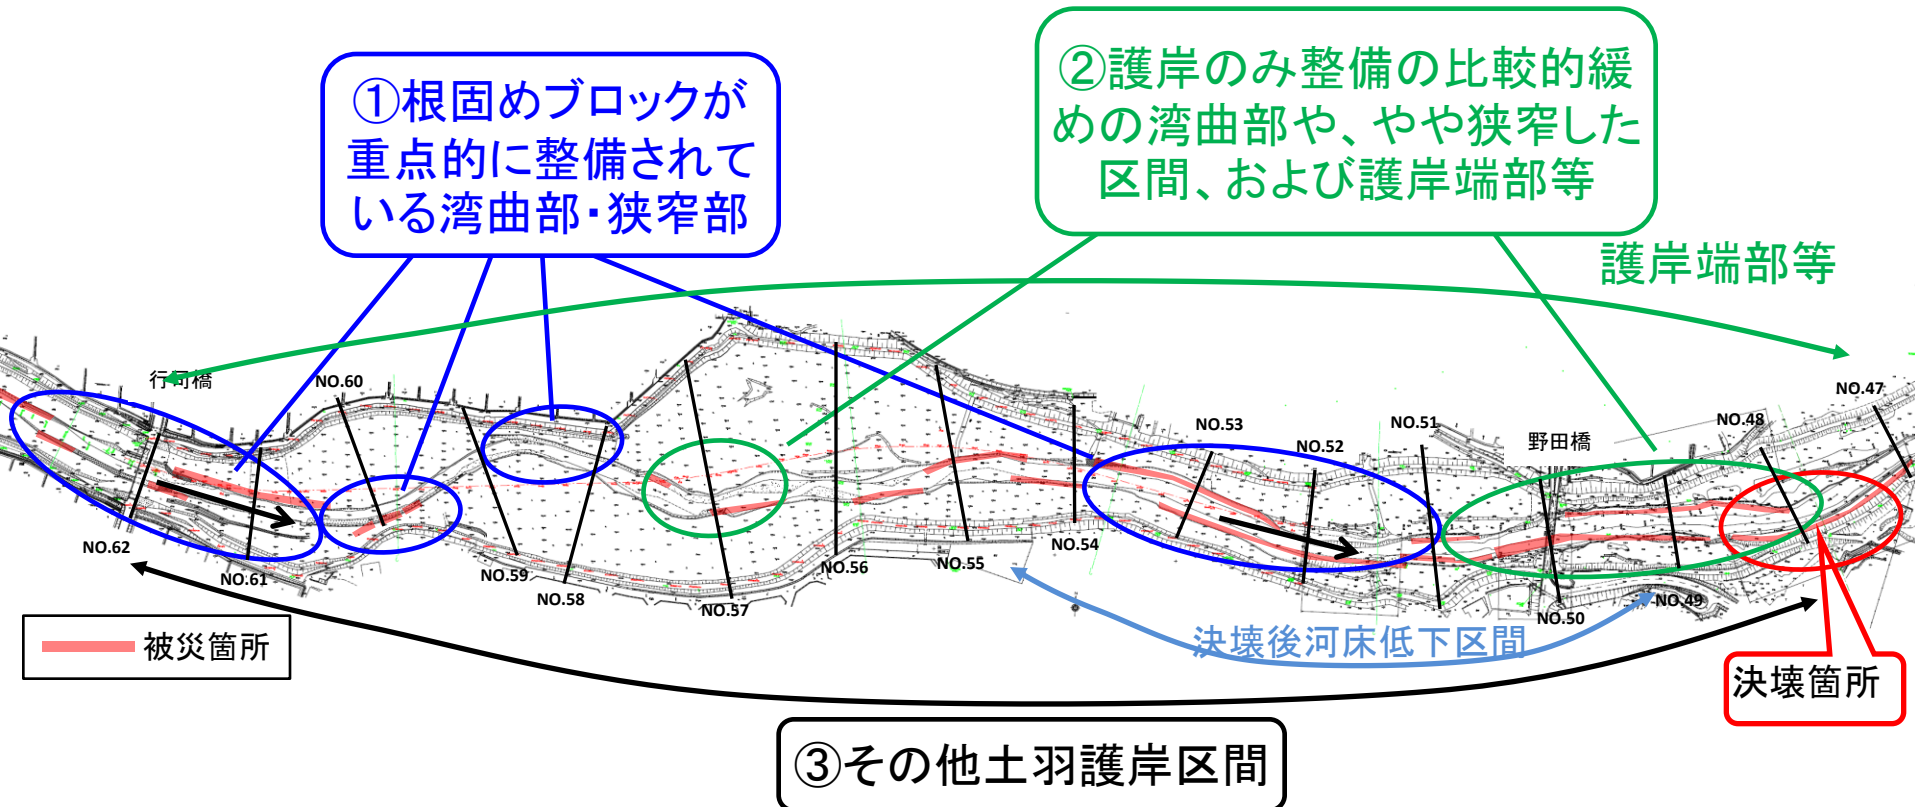 ①根固めブロックが
重点的に整備されて
いる湾曲部・狭窄部
②護岸のみ整備の比較的緩
めの湾曲部や、やや狭窄した
区間、および護岸端部等
護岸端部等
行司橋
NO.60
NO.53
NO.52
NO.51
野田橋
NO.48
NO.47
NO.62
NO.61
NO.59
NO.58
NO.57
NO.56
NO.55
NO.54
NO.50
NO.49
決壊後河床低下区間
被災箇所
決壊箇所
③その他土羽護岸区間